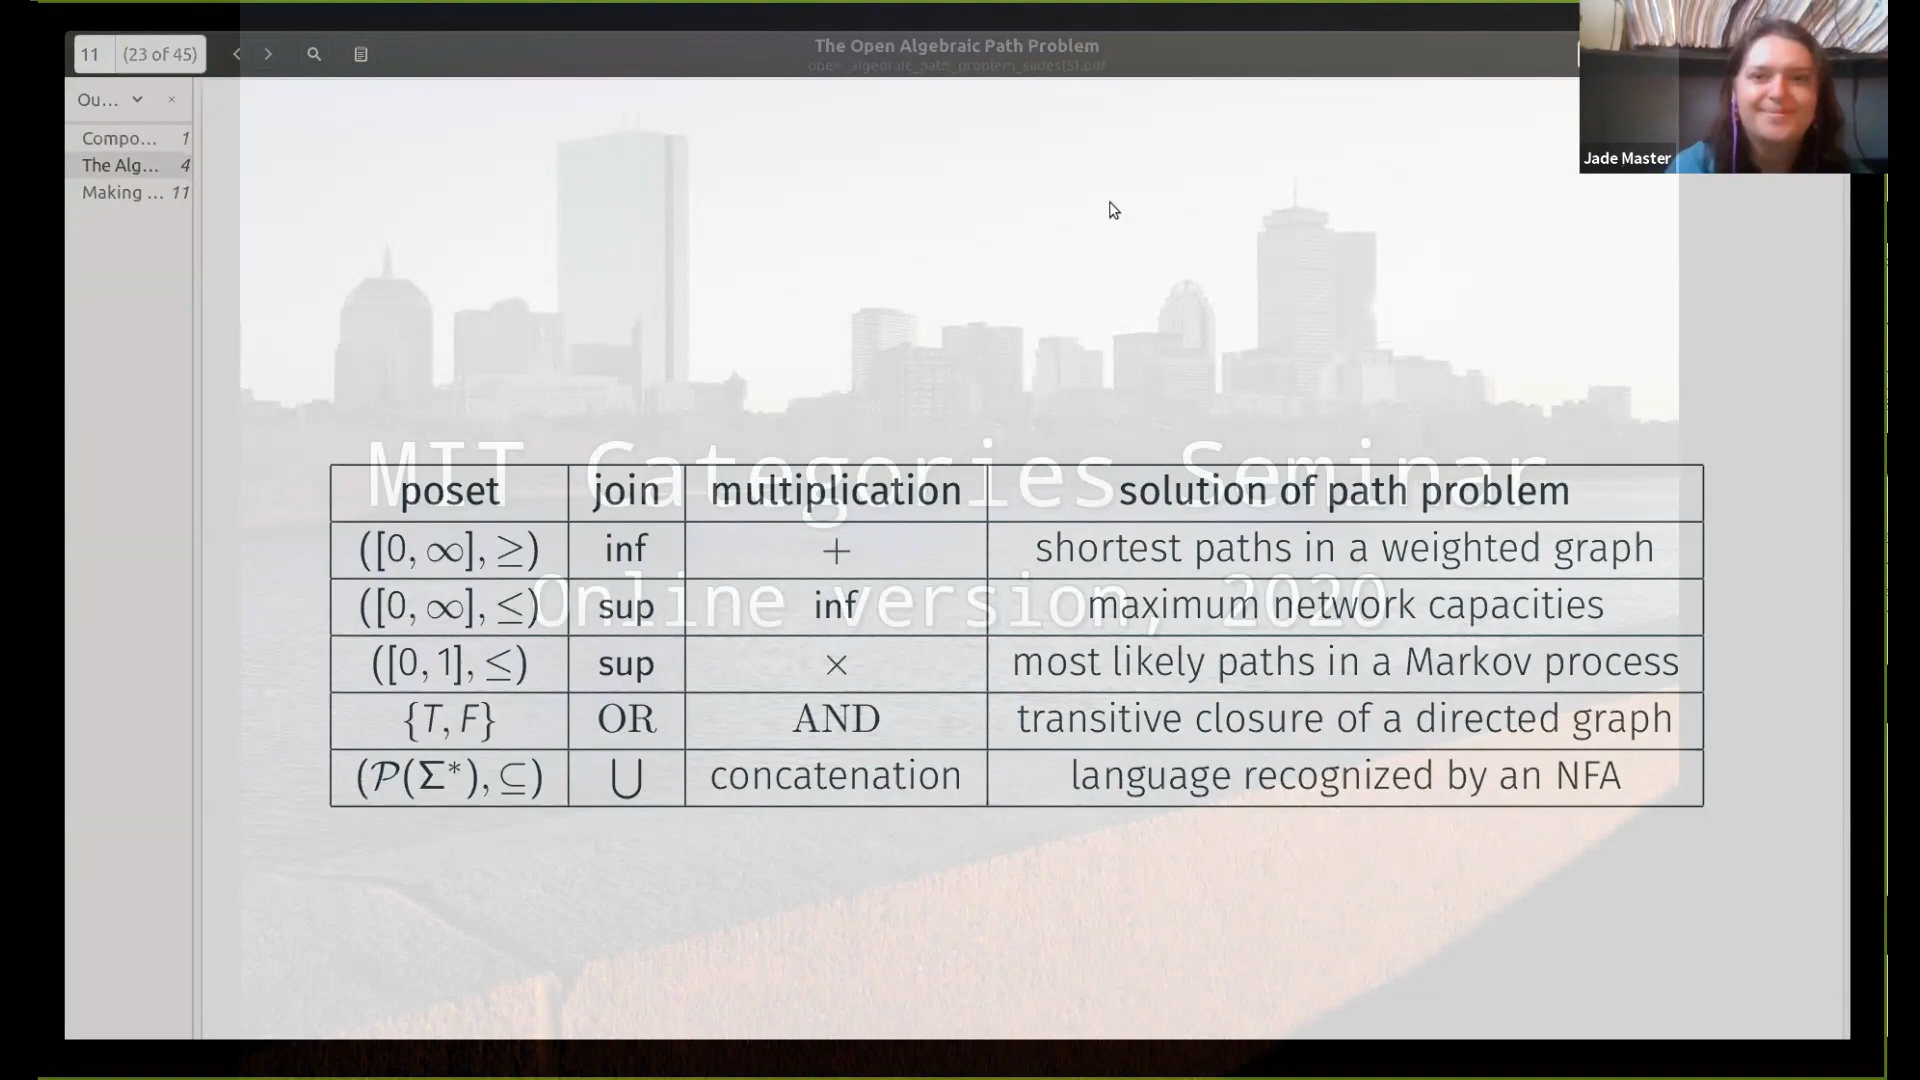 11 (23 of 45)
The Open Algebraic Path Problem
open_algebraic_path_problem_slides(5).pdf
Ou...
Compo... 1
The Alg... 4
Making ... 11
Jade Master
MIT Categories Seminar
Online version, 2020
poset join multiplication solution of path problem
([0, ∞], ≥) inf + shortest paths in a weighted graph
([0, ∞], ≤) sup inf maximum network capacities
([0, 1], ≤) sup × most likely paths in a Markov process
{T, F} OR AND transitive closure of a directed graph
(𝒫(Σ*), ⊆) ⋃ concatenation language recognized by an NFA